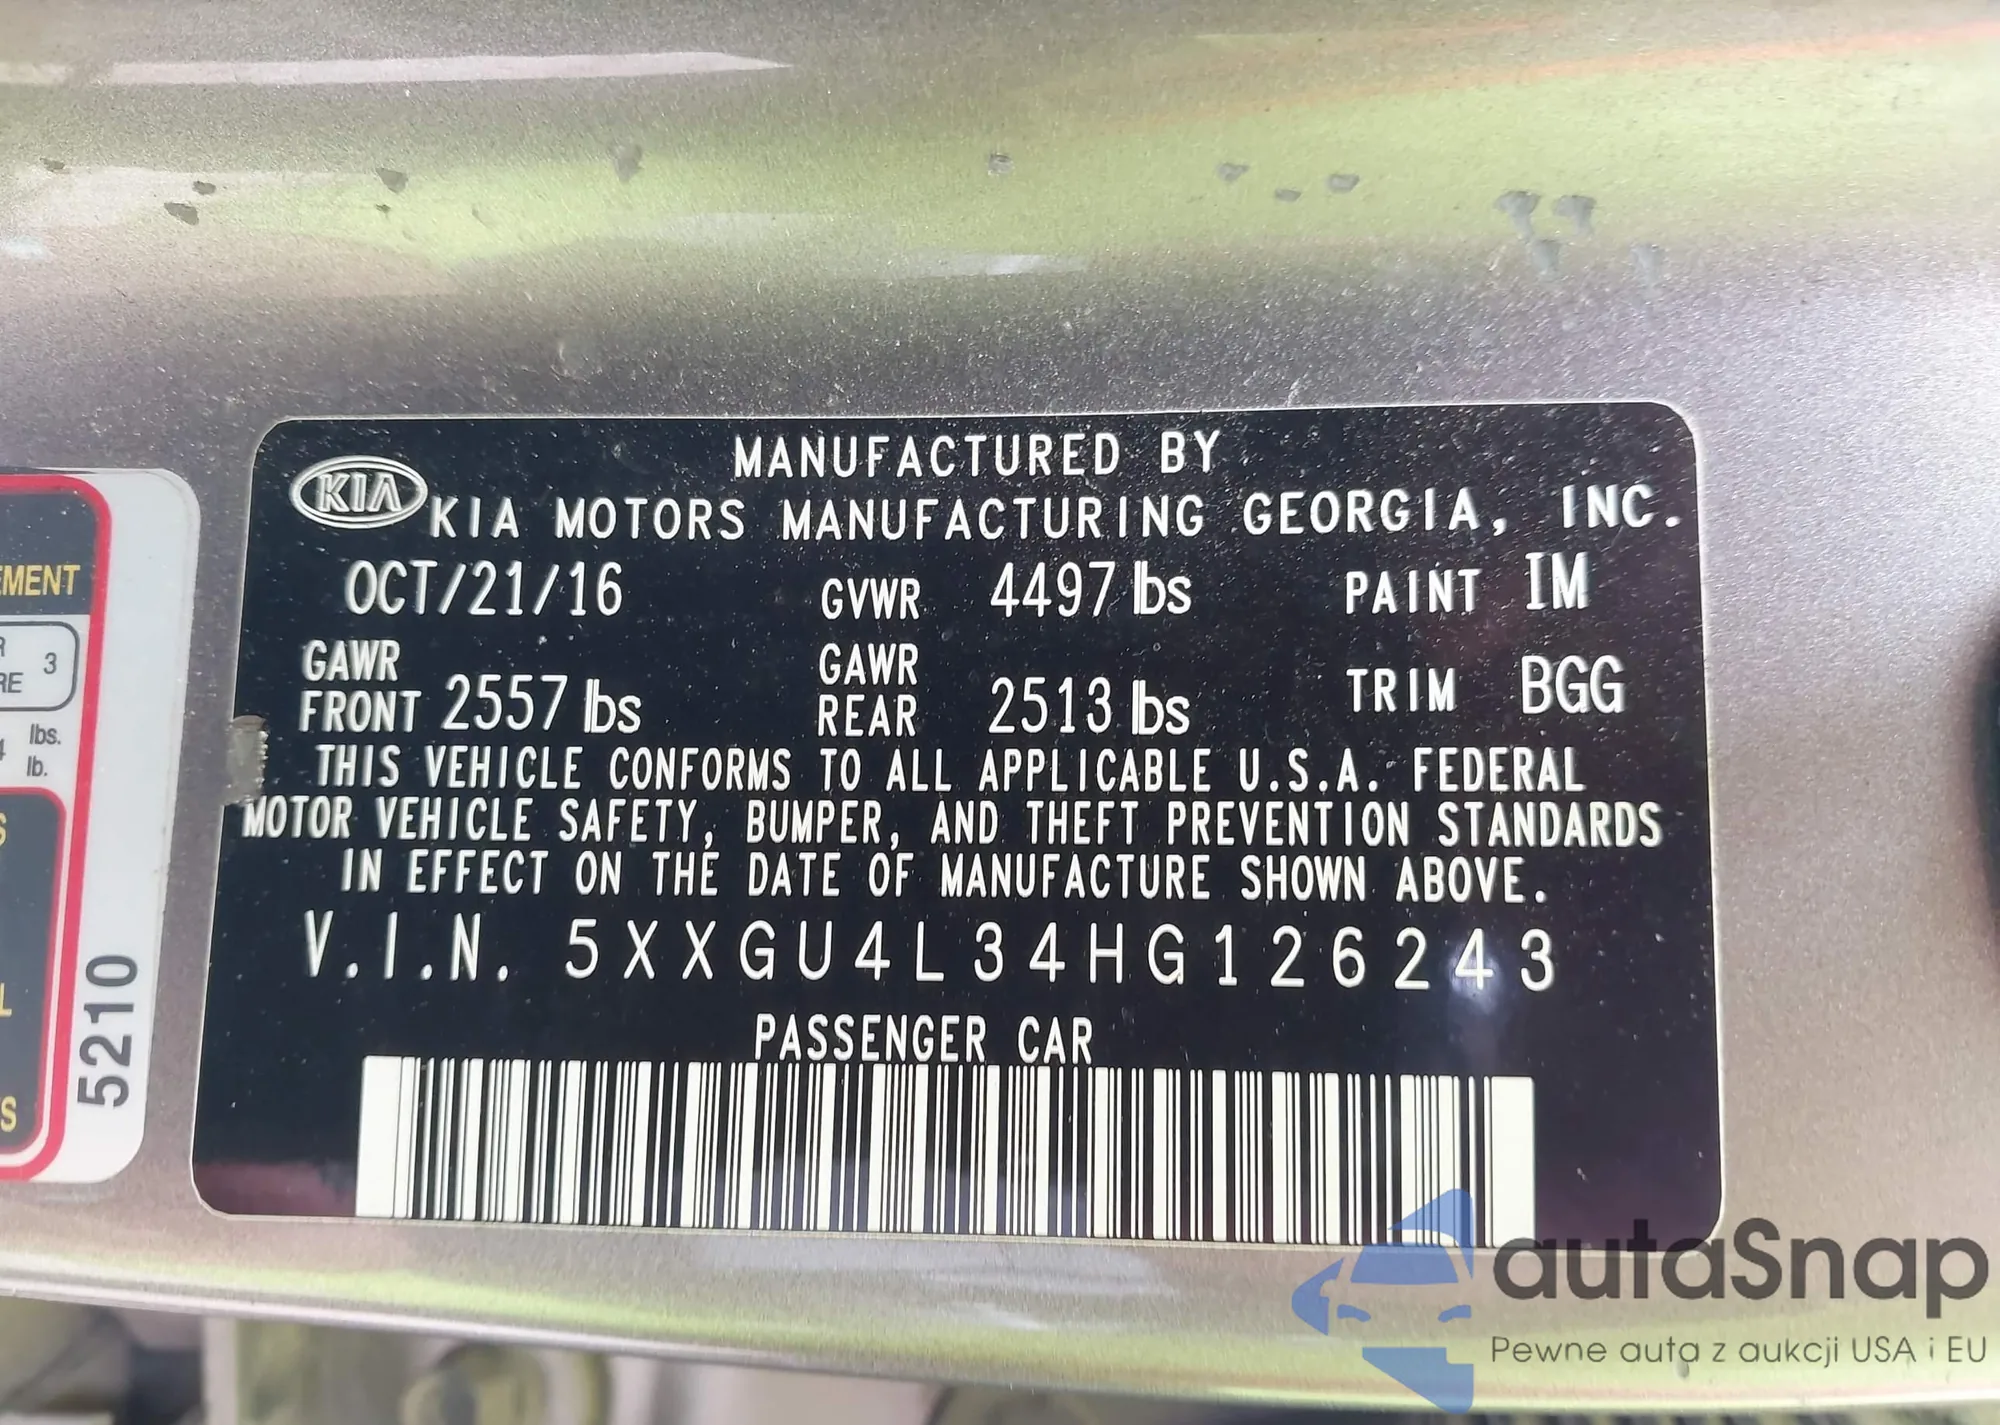 MANUFACTURED BY
KIA KIA MOTORS MANUFACTURING GEORGIA, INC.
OCT/21/16 GVWR 4497 lbs PAINT IM
GAWR FRONT 2557 lbs GAWR REAR 2513 lbs TRIM BGG
THIS VEHICLE CONFORMS TO ALL APPLICABLE U.S.A. FEDERAL
MOTOR VEHICLE SAFETY, BUMPER, AND THEFT PREVENTION STANDARDS
IN EFFECT ON THE DATE OF MANUFACTURE SHOWN ABOVE.
V.I.N. 5XXGU4L34HG126243
PASSENGER CAR
3
lbs.
lb.
5210
autaSnap
Pewne auta z aukcji USA i EU